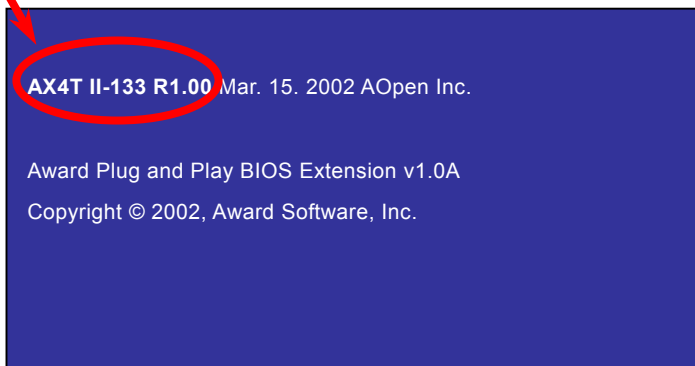 AX4T II-133 R1.00 Mar. 15. 2002 AOpen Inc.
Award Plug and Play BIOS Extension v1.0A
Copyright © 2002, Award Software, Inc.